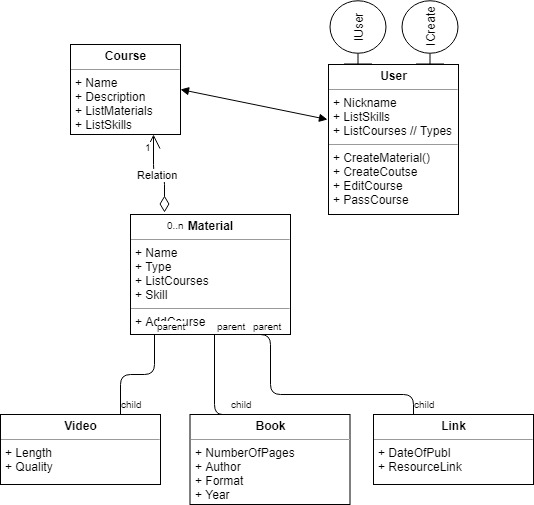 IUser
ICreate
Course
+ Name
+ Description
+ ListMaterials
+ ListSkills
User
+ Nickname
+ ListSkills
+ ListCourses // Types
+ CreateMaterial()
+ CreateCoutse
+ EditCourse
+ PassCourse
1
Relation
0..n
Material
+ Name
+ Type
+ ListCourses
+ Skill
+ AddCourse
parent
parent
parent
child
child
child
Video
+ Length
+ Quality
Book
+ NumberOfPages
+ Author
+ Format
+ Year
Link
+ DateOfPubl
+ ResourceLink